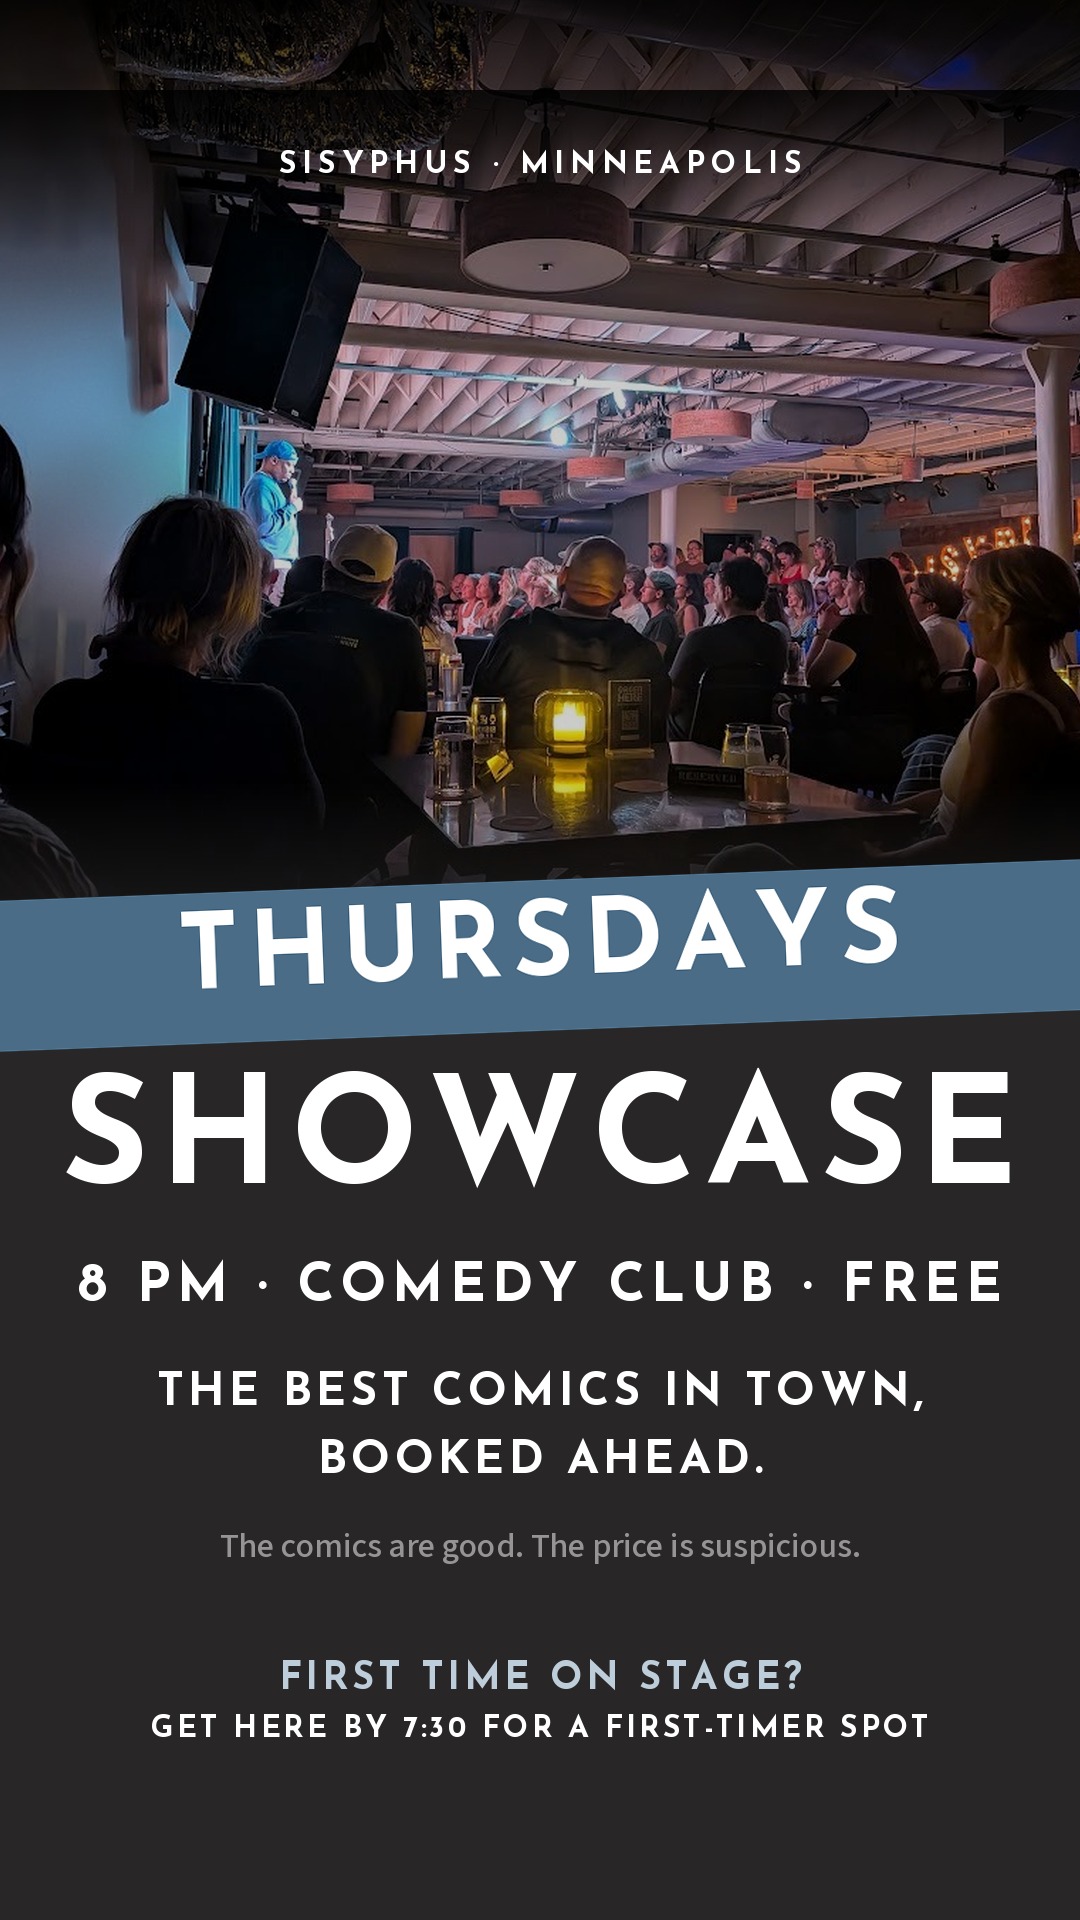 SISYPHUS · MINNEAPOLIS
RESERVED
THURSDAYS
SHOWCASE
8 PM · COMEDY CLUB · FREE
THE BEST COMICS IN TOWN,
BOOKED AHEAD.
The comics are good. The price is suspicious.
FIRST TIME ON STAGE?
GET HERE BY 7:30 FOR A FIRST-TIMER SPOT